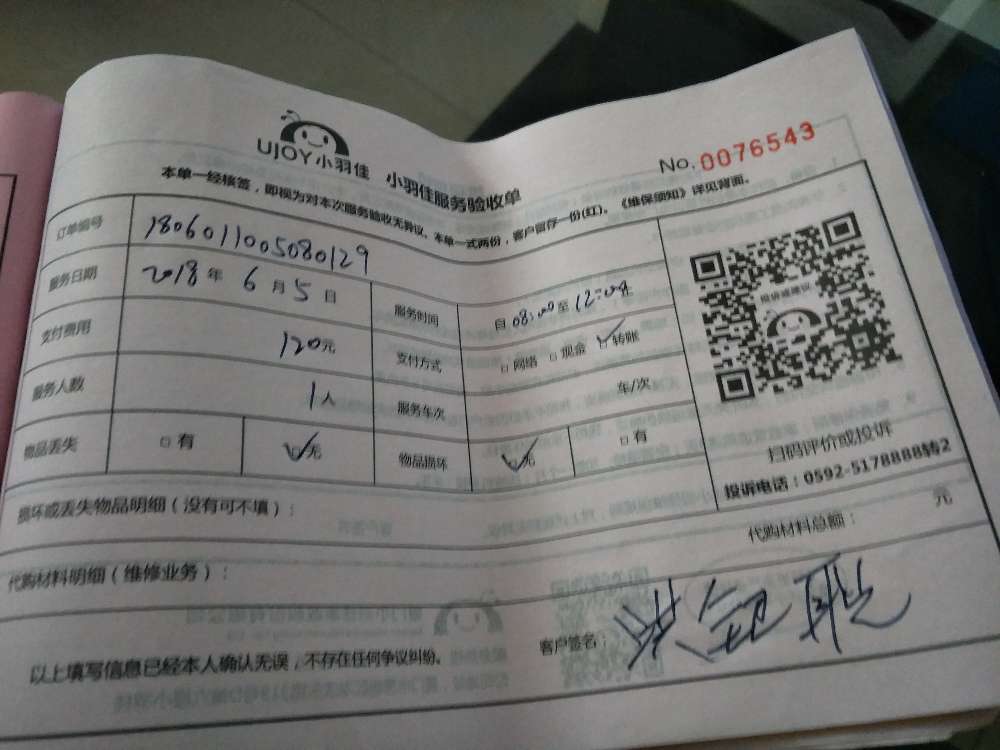 UJOY小羽佳 小羽佳服务验收单
No. 0076543
本单一经核签，即视为对本次服务验收无异议。本单一式两份，客户留存一份(红)。《维保须知》详见背面。
订单编号 1806011005080129
服务日期 2018年6月5日 服务时间 自08:00至12:00止
支付费用 120元 支付方式 □网络 □现金 □转账
服务人数 1人 服务车次 车/次
物品丢失 □有 无 物品损坏 无 □有
投诉或建议
扫码评价或投诉
投诉电话：0592-5178888转2
损坏或丢失物品明细（没有可不填）：
代购材料明细（维修业务）： 代购材料总额： 元
以上填写信息已经本人确认无误，不存在任何争议纠纷。 客户签名：